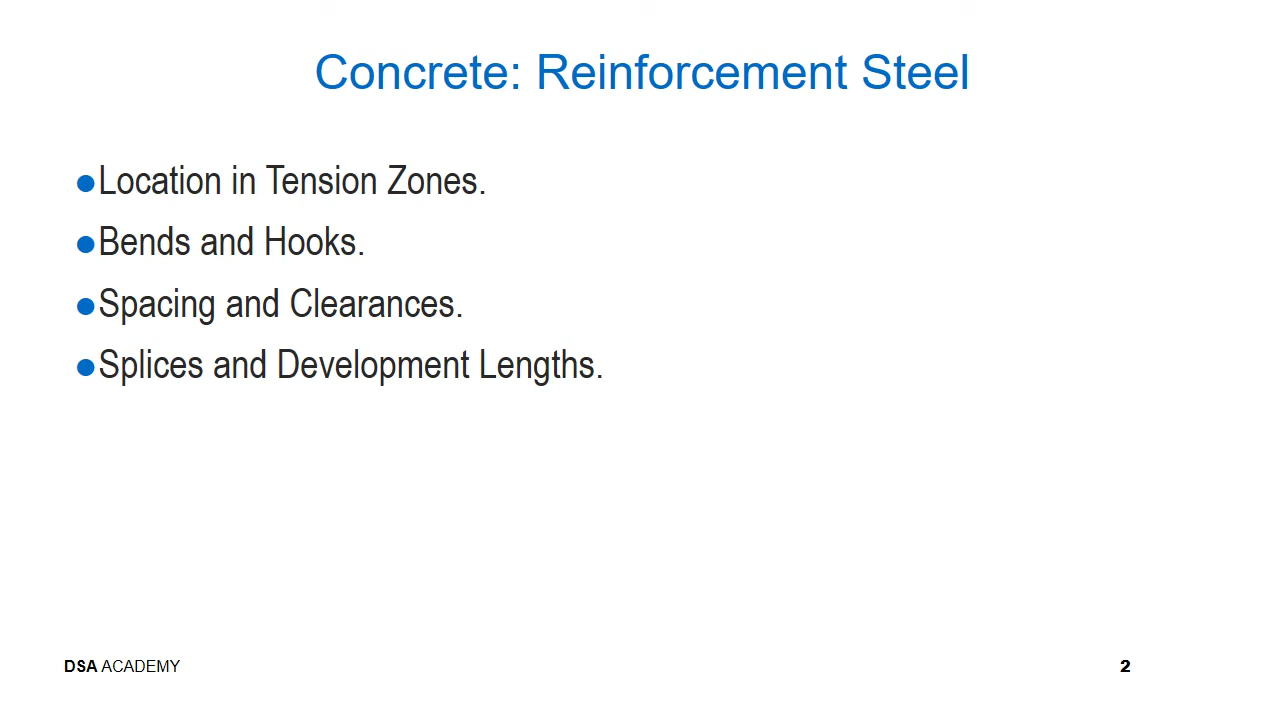 Concrete: Reinforcement Steel
●Location in Tension Zones.
●Bends and Hooks.
●Spacing and Clearances.
●Splices and Development Lengths.
DSA ACADEMY
2